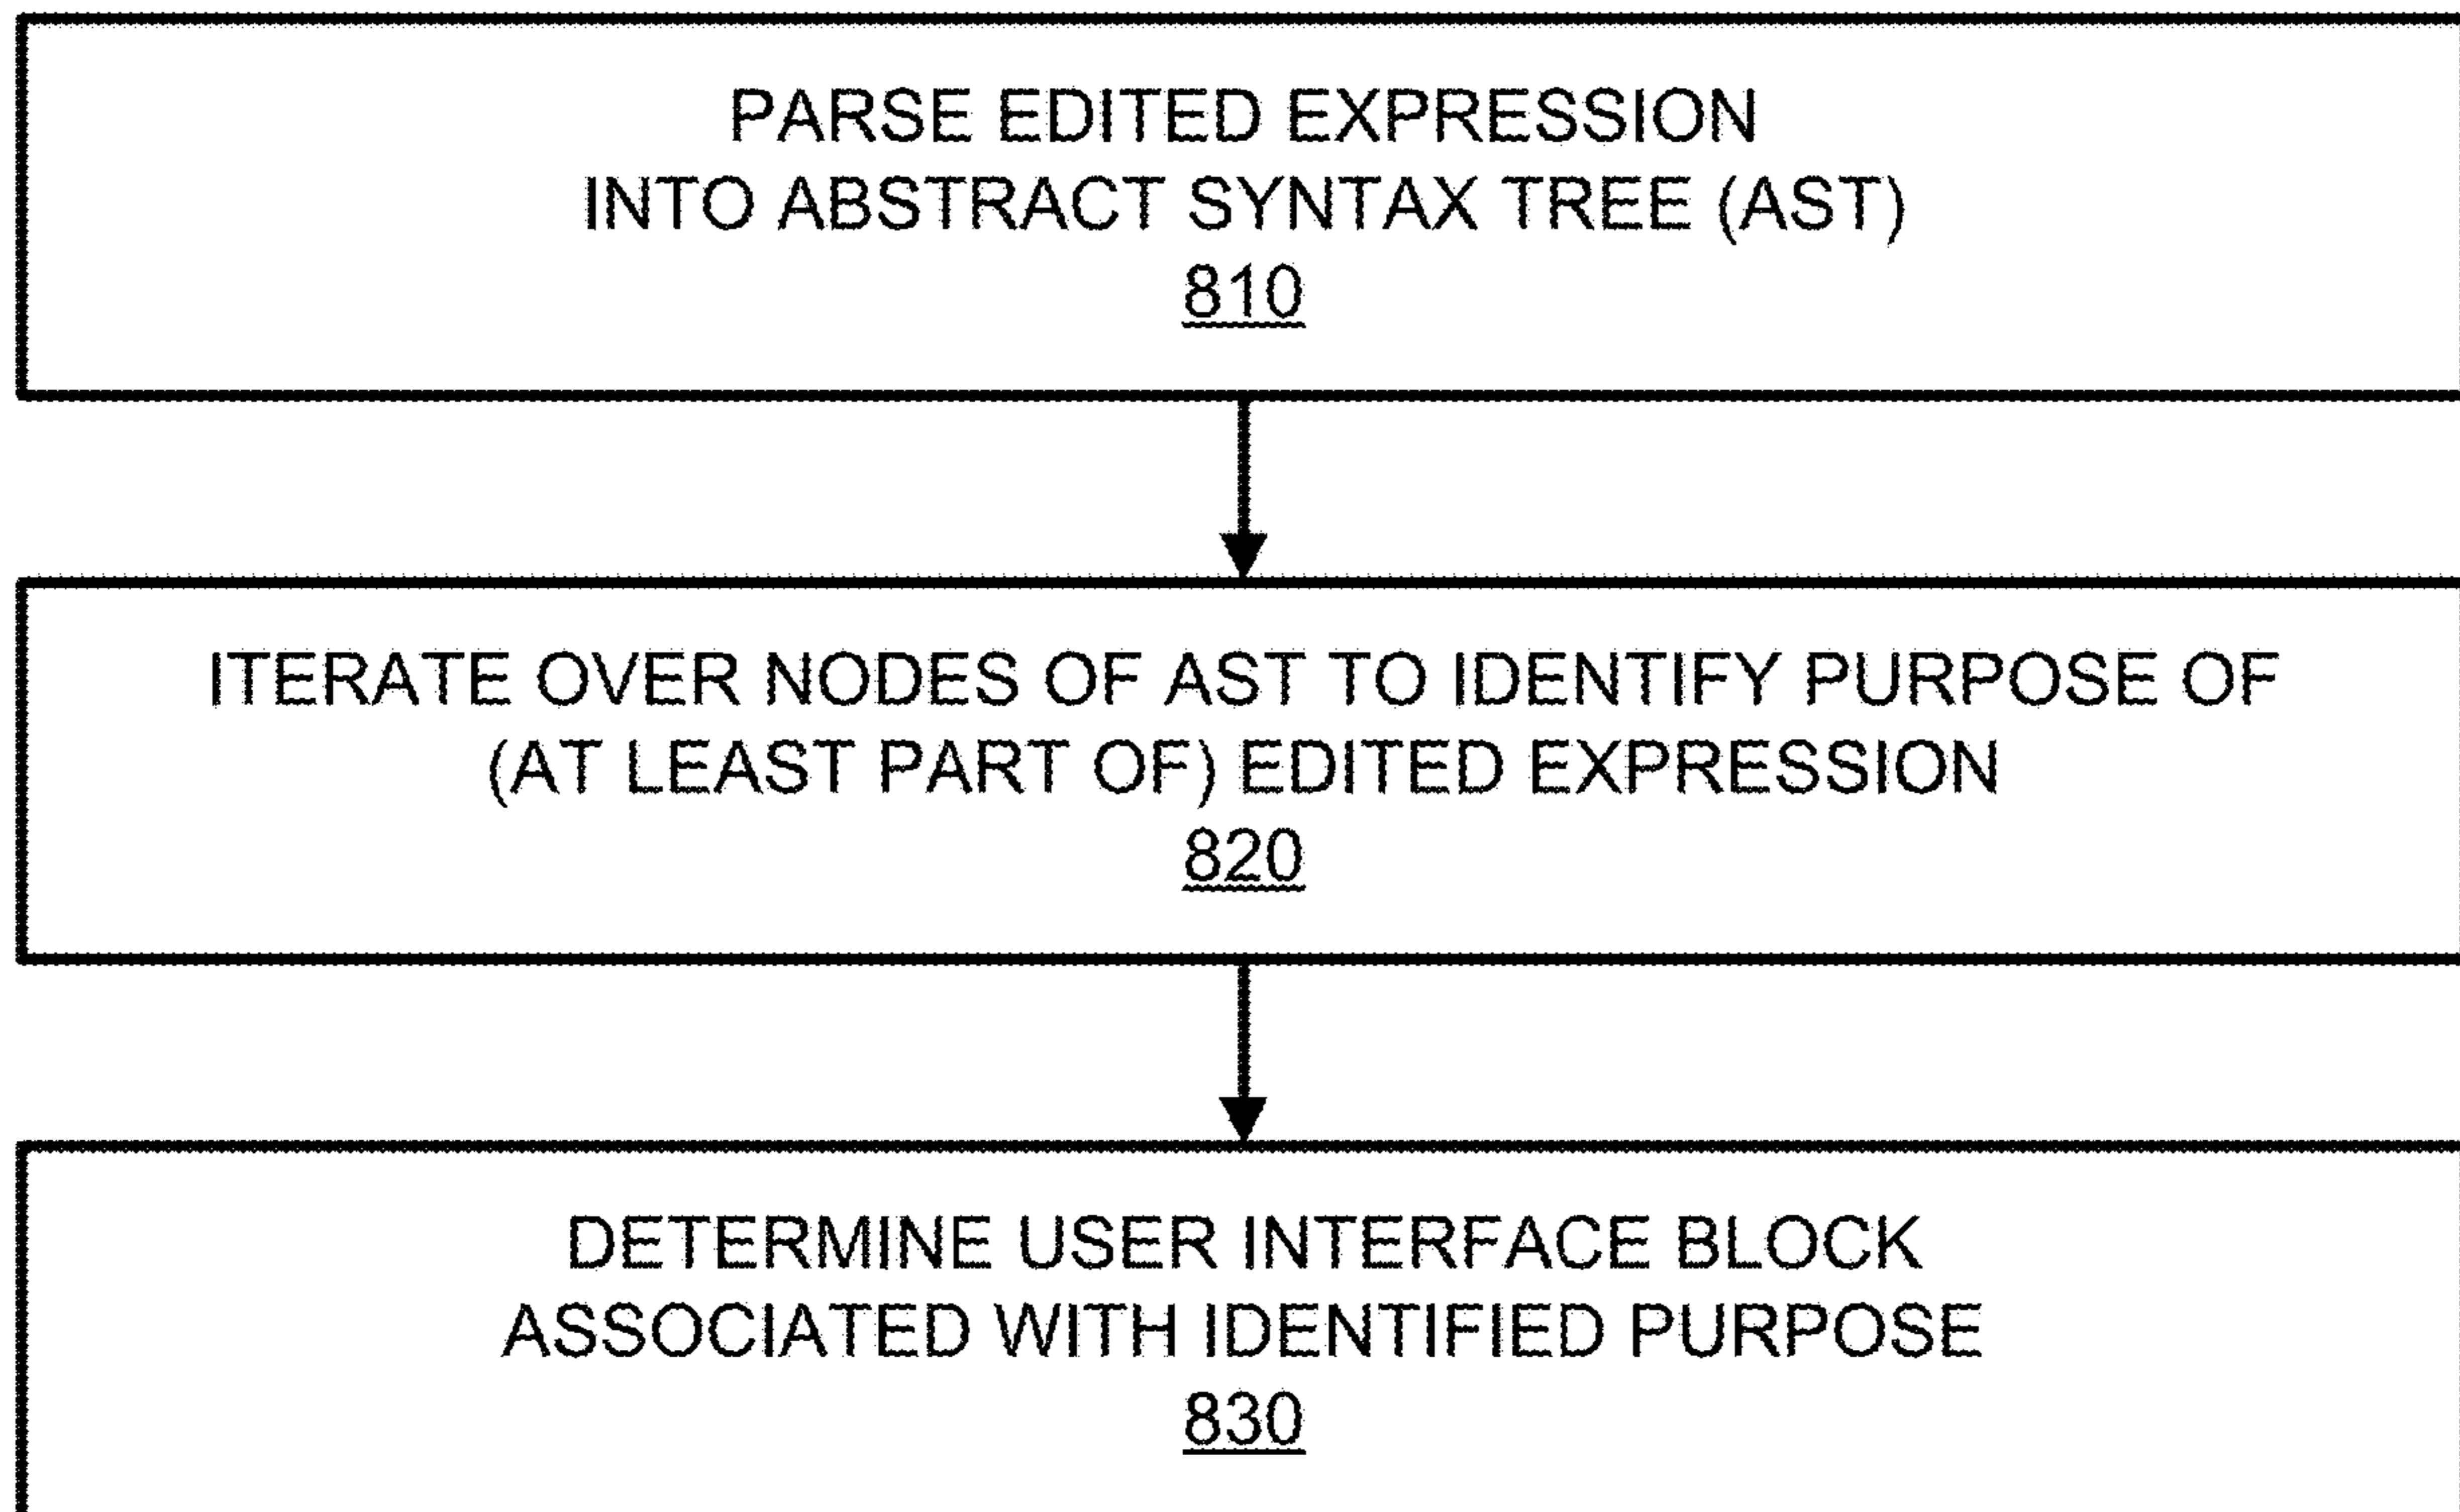 PARSE EDITED EXPRESSION
INTO ABSTRACT SYNTAX TREE (AST)
810
ITERATE OVER NODES OF AST TO IDENTIFY PURPOSE OF
(AT LEAST PART OF) EDITED EXPRESSION
820
DETERMINE USER INTERFACE BLOCK
ASSOCIATED WITH IDENTIFIED PURPOSE
830